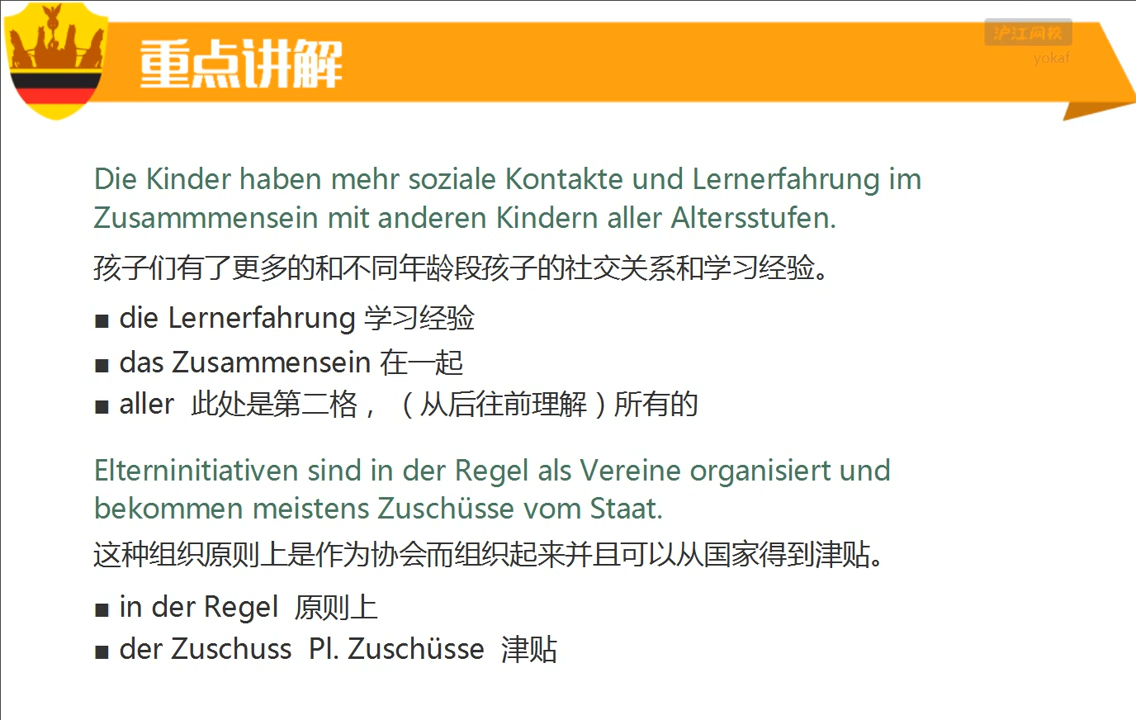 重点讲解
沪江网校
yokaf
Die Kinder haben mehr soziale Kontakte und Lernerfahrung im
Zusammmensein mit anderen Kindern aller Altersstufen.
孩子们有了更多的和不同年龄段孩子的社交关系和学习经验。
■ die Lernerfahrung 学习经验
■ das Zusammensein 在一起
■ aller 此处是第二格，（从后往前理解）所有的
Elterninitiativen sind in der Regel als Vereine organisiert und
bekommen meistens Zuschüsse vom Staat.
这种组织原则上是作为协会而组织起来并且可以从国家得到津贴。
■ in der Regel 原则上
■ der Zuschuss Pl. Zuschüsse 津贴